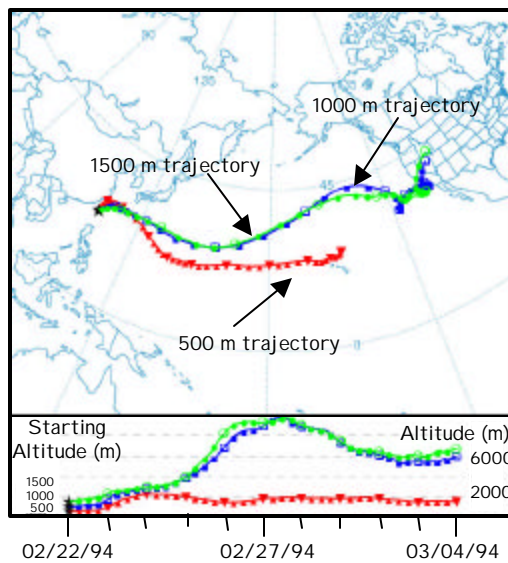 1000 m trajectory
1500 m trajectory
500 m trajectory
Starting
Altitude (m)
Altitude (m)
1500
1000
500
6000
2000
02/22/94
02/27/94
03/04/94